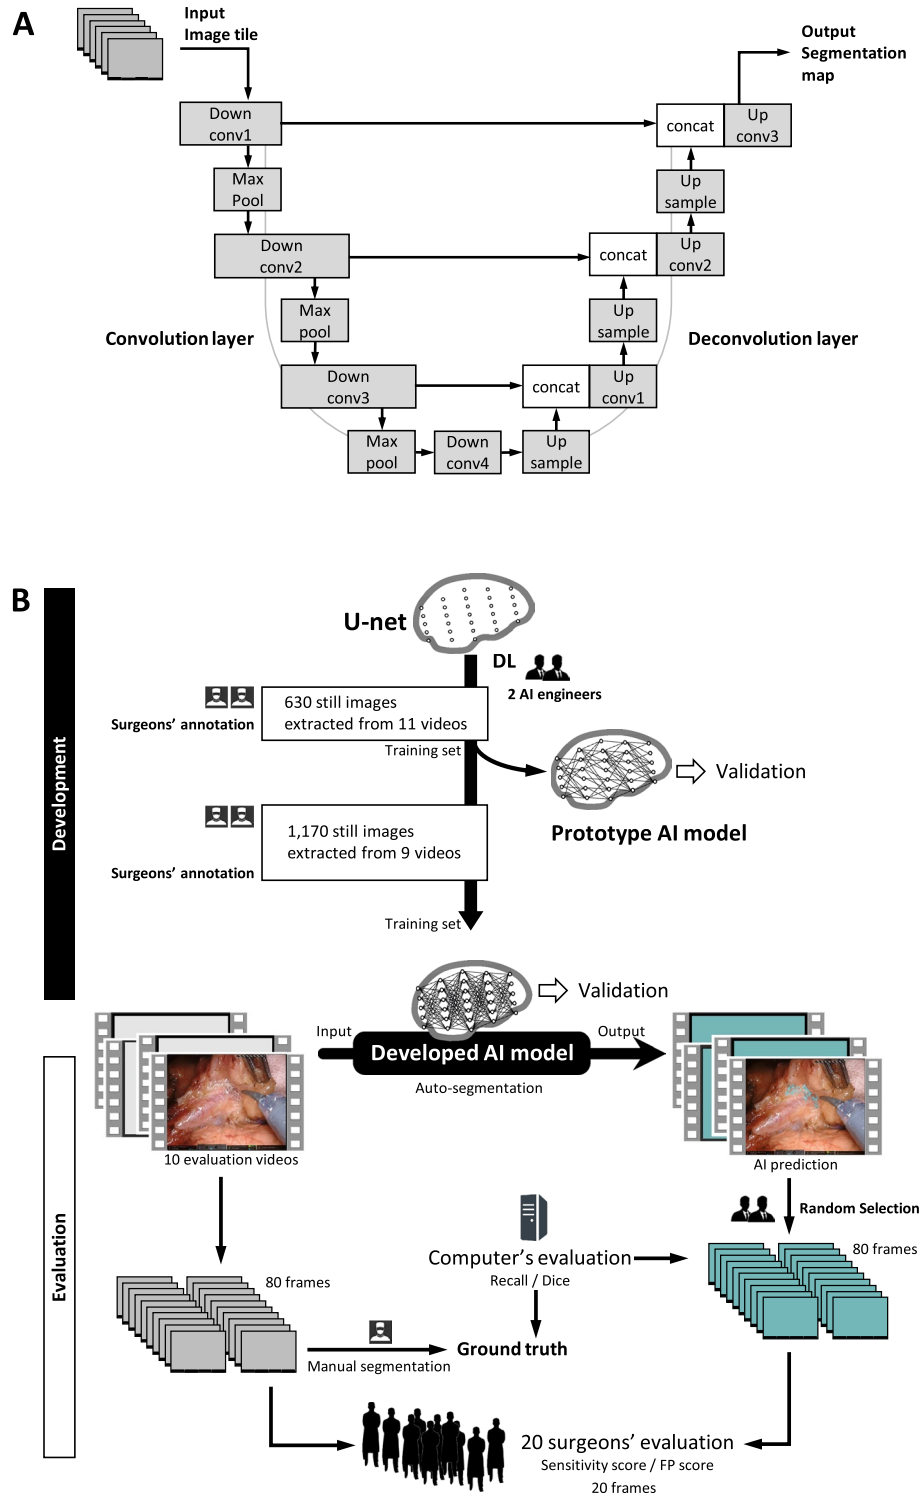 A
Input
Image tile
Output
Segmentation
map
Down
conv1
concat
Up
conv3
Max
Pool
Up
sample
Down
conv2
concat
Up
conv2
Max
pool
Up
sample
Convolution layer
Deconvolution layer
Down
conv3
concat
Up
conv1
Max
pool
Down
conv4
Up
sample
B
Development
U-net
DL
2 AI engineers
Surgeons’ annotation
630 still images
extracted from 11 videos
Training set
Validation
Prototype AI model
Surgeons’ annotation
1,170 still images
extracted from 9 videos
Training set
Validation
Input
Developed AI model
Output
Auto-segmentation
Evaluation
10 evaluation videos
AI prediction
Random Selection
80 frames
80 frames
Computer’s evaluation
Recall / Dice
Manual segmentation
Ground truth
20 surgeons’ evaluation
Sensitivity score / FP score
20 frames